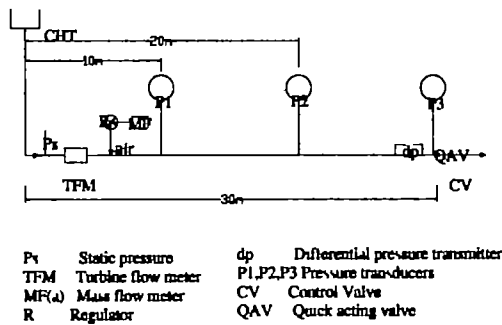 CHT
20m
10m
P1
P2
P3
MF
Ps
air
dp
QAV
TFM
CV
30m
Ps Static pressure
dp Differential pressure transmitter
TFM Turbine flow meter
P1,P2,P3 Pressure transducers
MF(a) Mass flow meter
CV Control Valve
R Regulator
QAV Quick acting valve